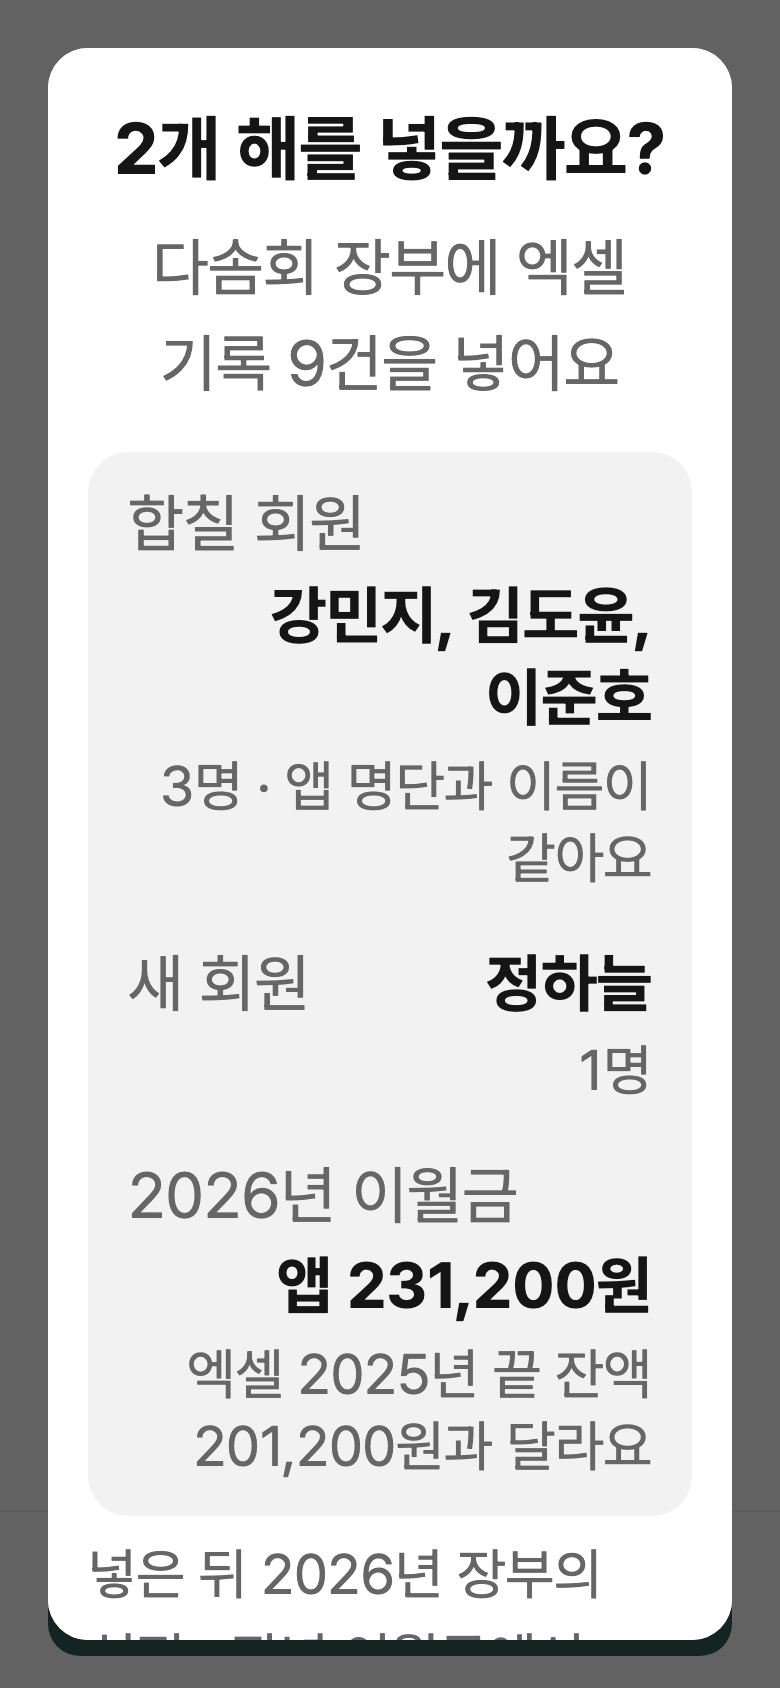 2개 해를 넣을까요?
다솜회 장부에 엑셀
기록 9건을 넣어요
합칠 회원
강민지, 김도윤,
이준호
3명 · 앱 명단과 이름이
같아요
새 회원 정하늘
1명
2026년 이월금
앱 231,200원
엑셀 2025년 끝 잔액
201,200원과 달라요
넣은 뒤 2026년 장부의